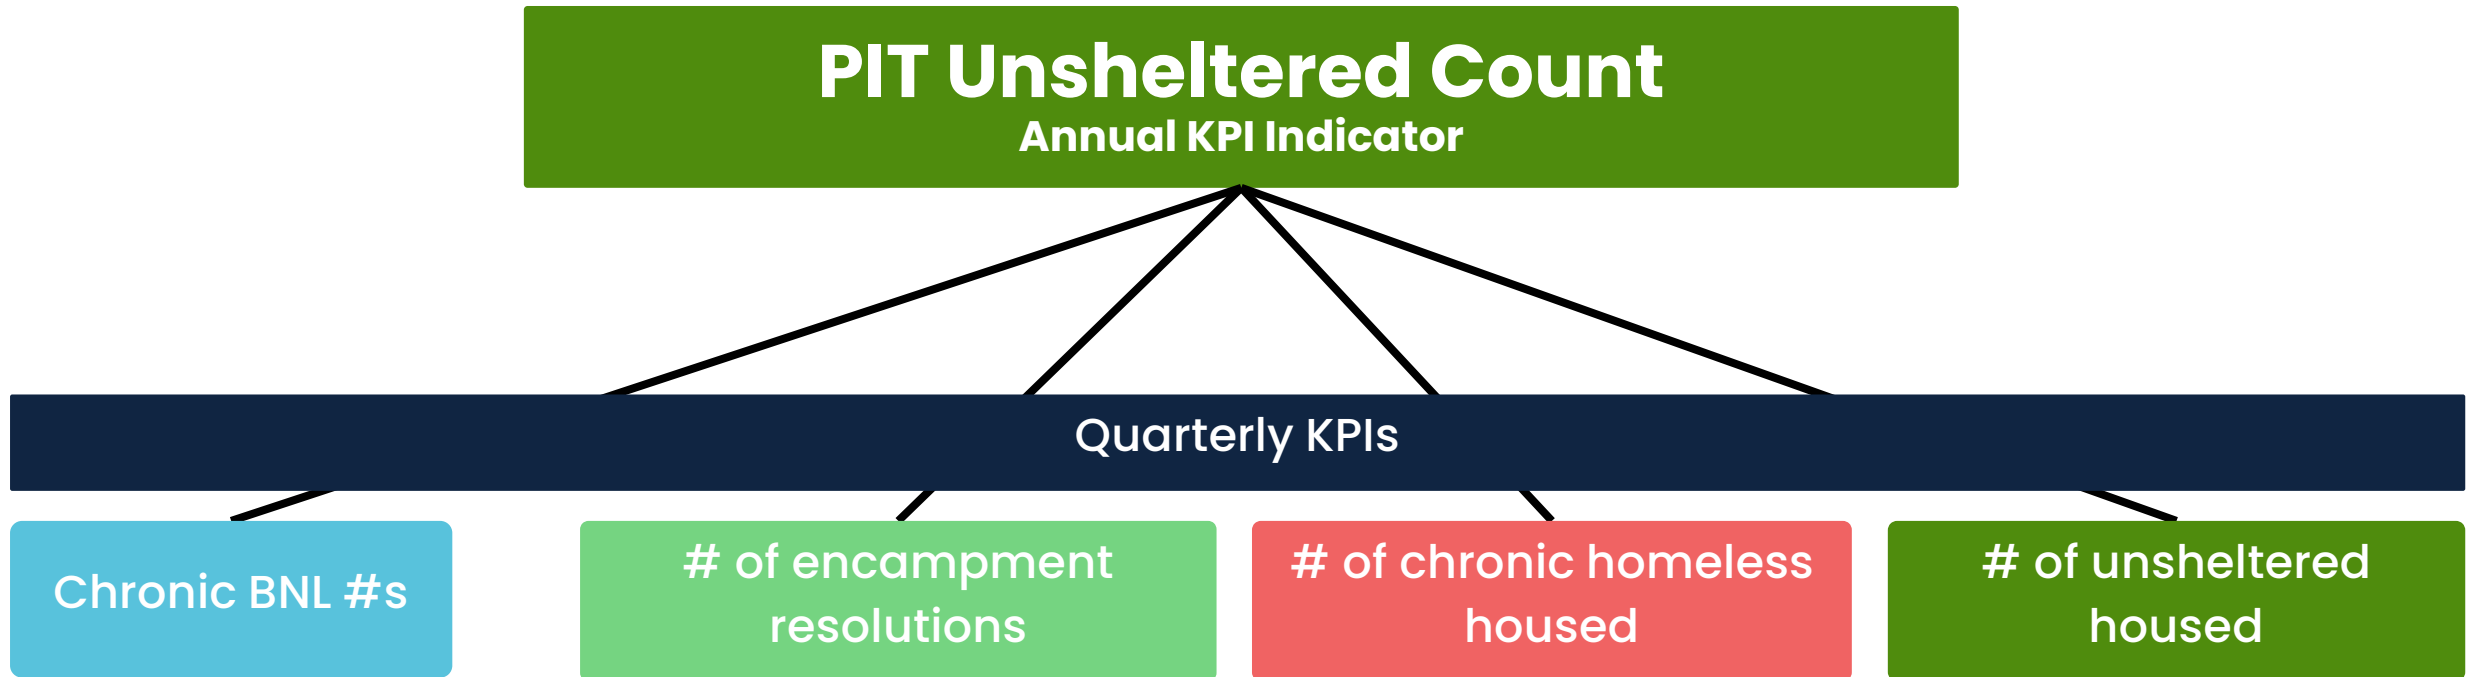 PIT Unsheltered Count
Annual KPI Indicator
Quarterly KPIs
Chronic BNL #s
# of encampment
resolutions
# of chronic homeless
housed
# of unsheltered
housed